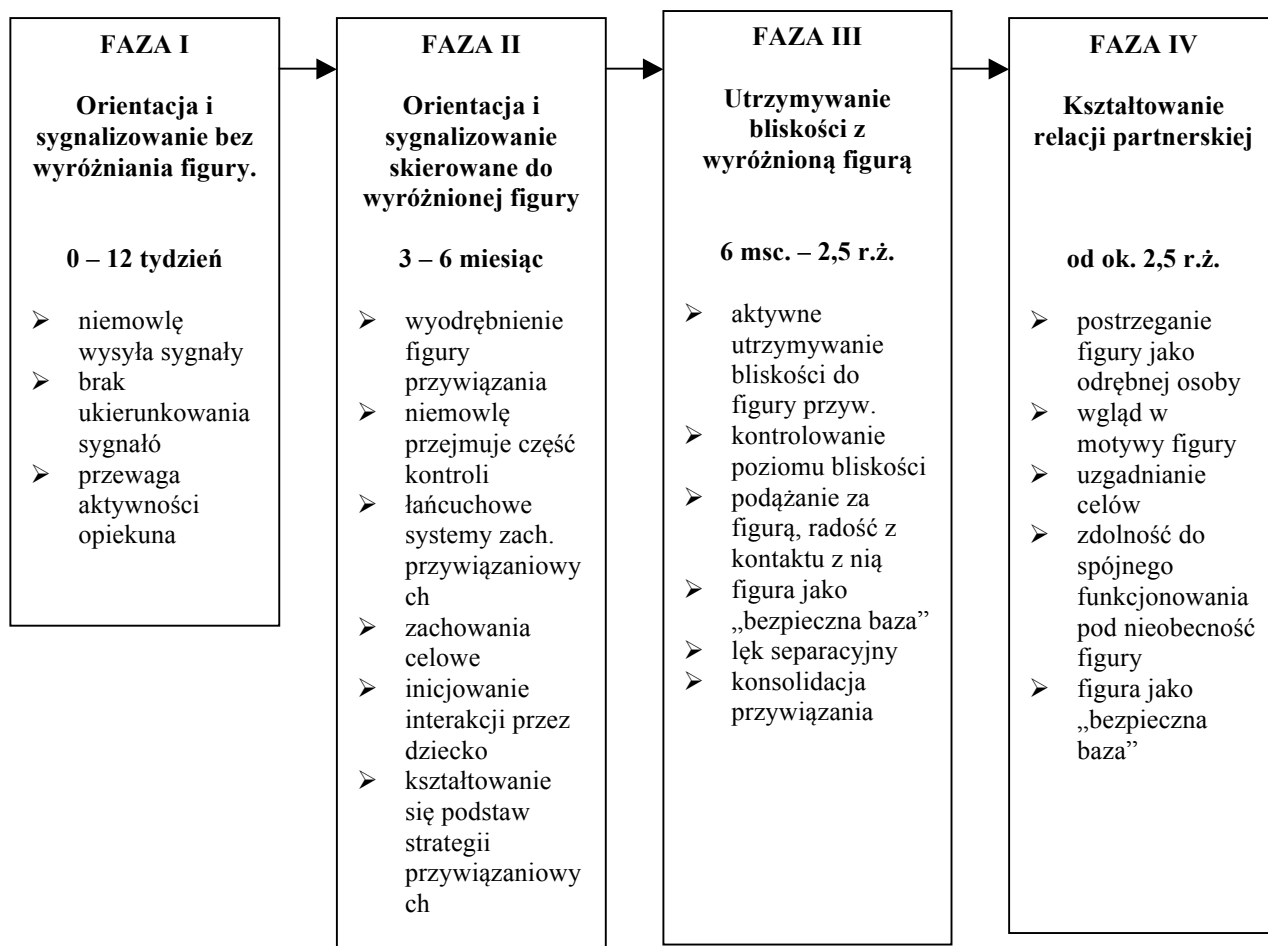 FAZA I
Orientacja i
sygnalizowanie bez
wyróżniania figury.
0 – 12 tydzień
➢ niemowlę
wysyła sygnały
➢ brak
ukierunkowania
sygnałó
➢ przewaga
aktywności
opiekuna
FAZA II
Orientacja i
sygnalizowanie
skierowane do
wyróżnionej figury
3 – 6 miesiąc
➢ wyodrębnienie
figury
przywiązania
➢ niemowlę
przejmuje część
kontroli
➢ łańcuchowe
systemy zach.
przywiązaniowy
ch
➢ zachowania
celowe
➢ inicjowanie
interakcji przez
dziecko
➢ kształtowanie
się podstaw
strategii
przywiązaniowy
ch
FAZA III
Utrzymywanie
bliskości z
wyróżnioną figurą
6 msc. – 2,5 r.ż.
➢ aktywne
utrzymywanie
bliskości do
figury przyw.
➢ kontrolowanie
poziomu bliskości
➢ podążanie za
figurą, radość z
kontaktu z nią
➢ figura jako
„bezpieczna baza”
➢ lęk separacyjny
➢ konsolidacja
przywiązania
FAZA IV
Kształtowanie
relacji partnerskiej
od ok. 2,5 r.ż.
➢ postrzeganie
figury jako
odrębnej osoby
➢ wgląd w
motywy figury
➢ uzgadnianie
celów
➢ zdolność do
spójnego
funkcjonowania
pod nieobecność
figury
➢ figura jako
„bezpieczna
baza”